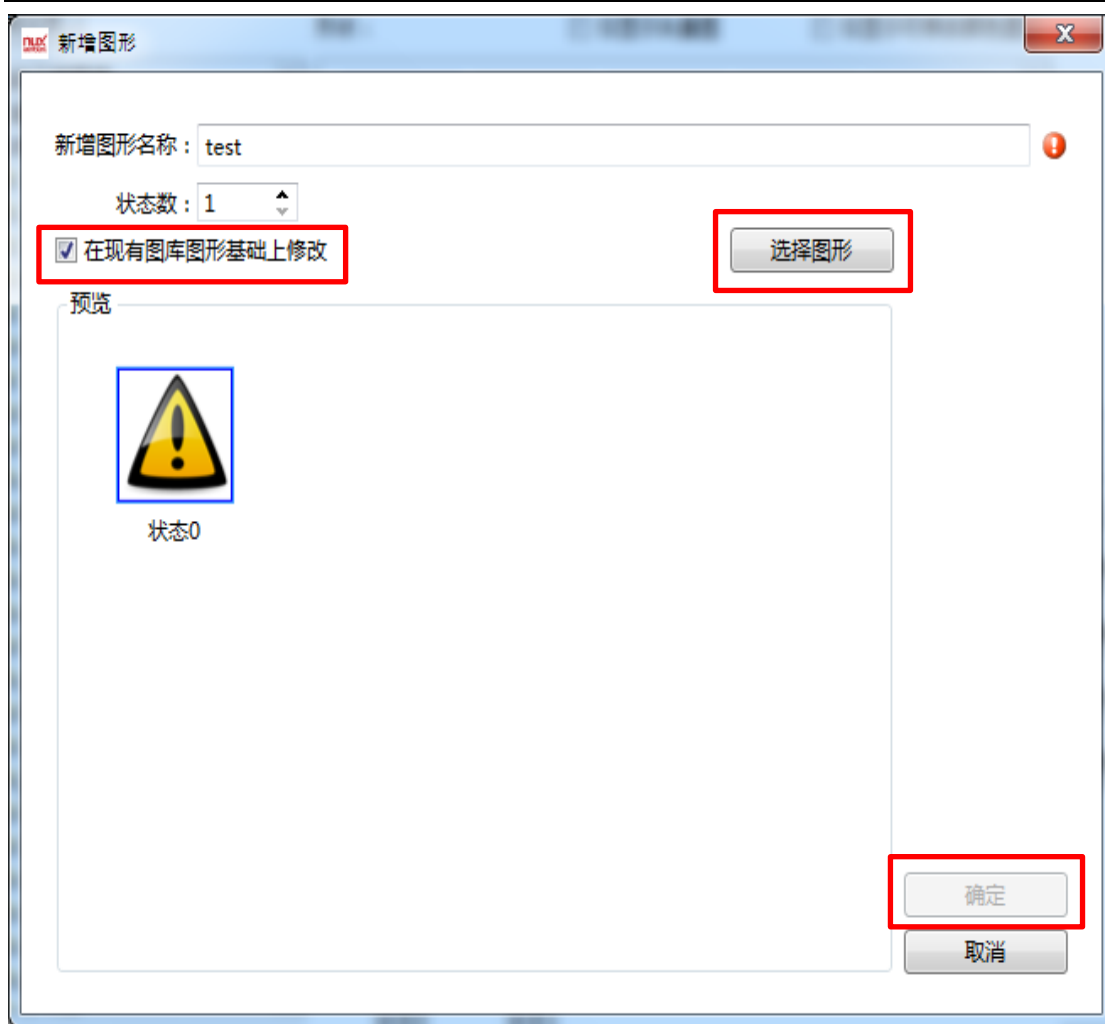 新增图形
新增图形名称：test
状态数：1
在现有图库图形基础上修改
选择图形
预览
状态0
确定
取消